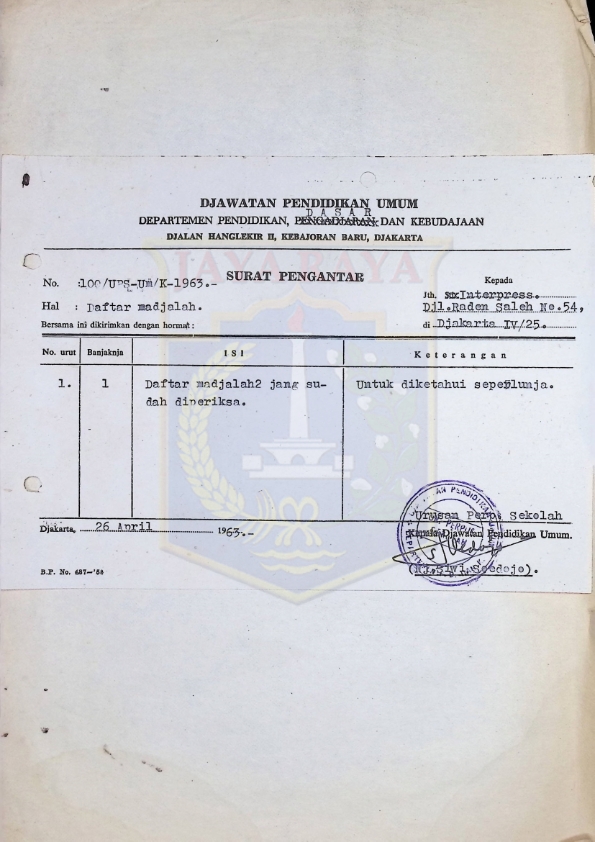 DJAWATAN PENDIDIKAN UMUM
D A S A R
DEPARTEMEN PENDIDIKAN, PENGADJARAN DAN KEBUDAJAAN
DJALAN HANGLEKIR II, KEBAJORAN BARU, DJAKARTA
JAYA RAYA
SURAT PENGANTAR
No. :100/UPS-Um/K-1963.-
Kepada
Hal : Daftar madjalah.
Jth. Interpress.
Djl.Raden Saleh No.54,
Bersama ini dikirimkan dengan hormat:
di Djakarta IV/25.
No. urut Banjaknja I S I Keterangan
1. 1 Daftar madjalah2 jang su- Untuk diketahui seperlunja.
dah diperiksa.
Urusan Perp. Sekolah
Djakarta, 26 April 1963.-
Kepala Djawatan Pendidikan Umum.
B.P. No. 687—'58